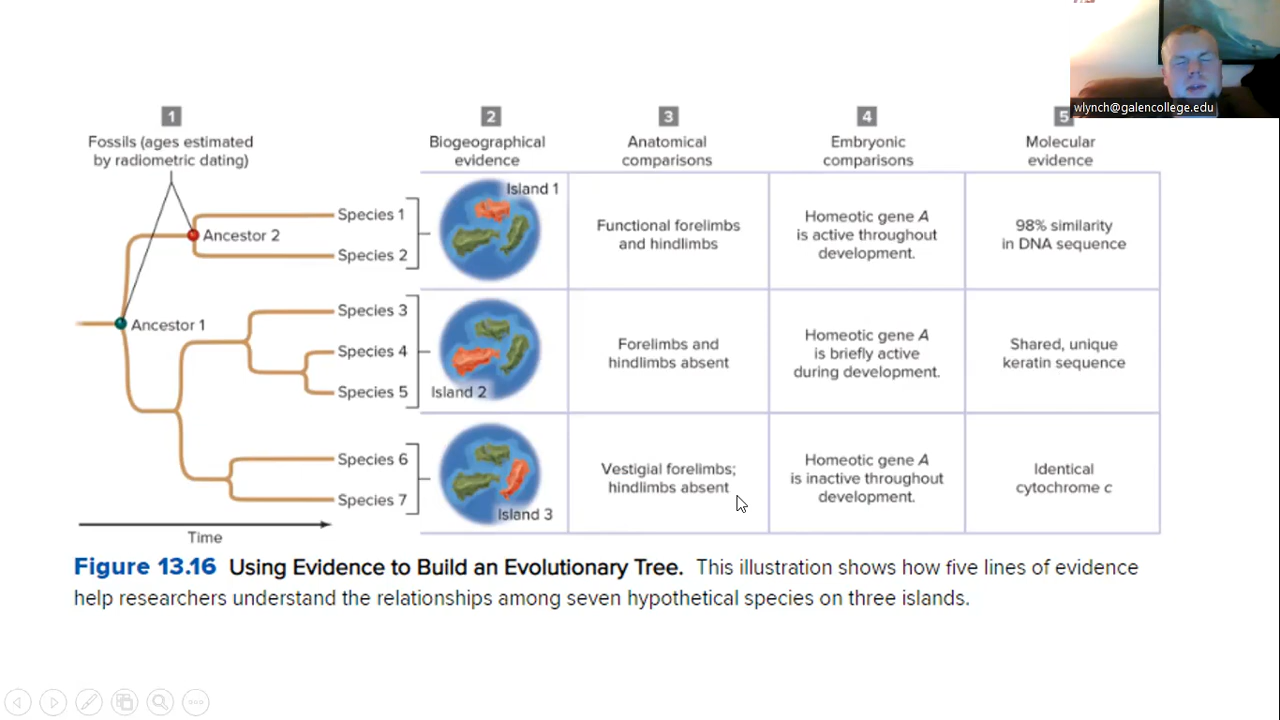 wlynch@galencollege.edu
1
Fossils (ages estimated
by radiometric dating)
2
Biogeographical
evidence
3
Anatomical
comparisons
4
Embryonic
comparisons
5
Molecular
evidence
Species 1
Ancestor 2
Species 2
Island 1
Functional forelimbs
and hindlimbs
Homeotic gene A
is active throughout
development.
98% similarity
in DNA sequence
Ancestor 1
Species 3
Species 4
Species 5
Island 2
Forelimbs and
hindlimbs absent
Homeotic gene A
is briefly active
during development.
Shared, unique
keratin sequence
Species 6
Species 7
Island 3
Vestigial forelimbs;
hindlimbs absent
Homeotic gene A
is inactive throughout
development.
Identical
cytochrome c
Time
Figure 13.16 Using Evidence to Build an Evolutionary Tree. This illustration shows how five lines of evidence
help researchers understand the relationships among seven hypothetical species on three islands.